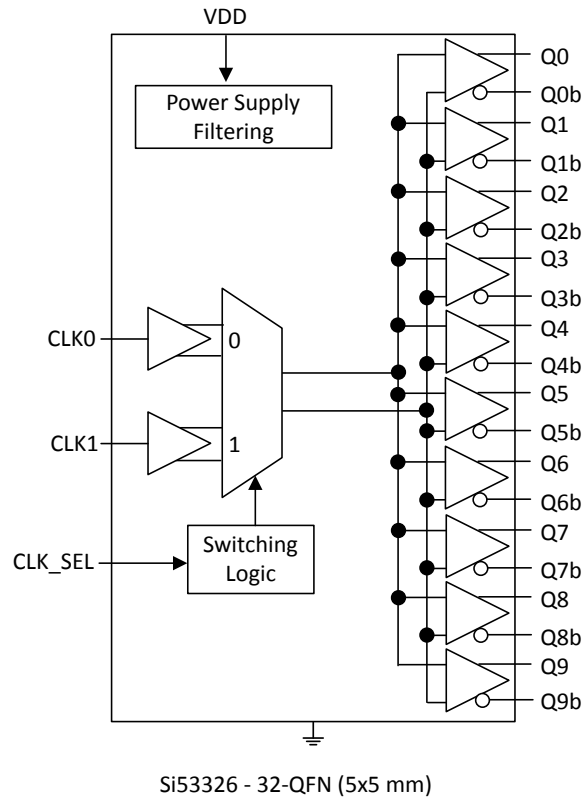 VDD
Power Supply
Filtering
CLK0
0
CLK1
1
CLK_SEL
Switching
Logic
Q0
Q0b
Q1
Q1b
Q2
Q2b
Q3
Q3b
Q4
Q4b
Q5
Q5b
Q6
Q6b
Q7
Q7b
Q8
Q8b
Q9
Q9b
Si53326 - 32-QFN (5x5 mm)